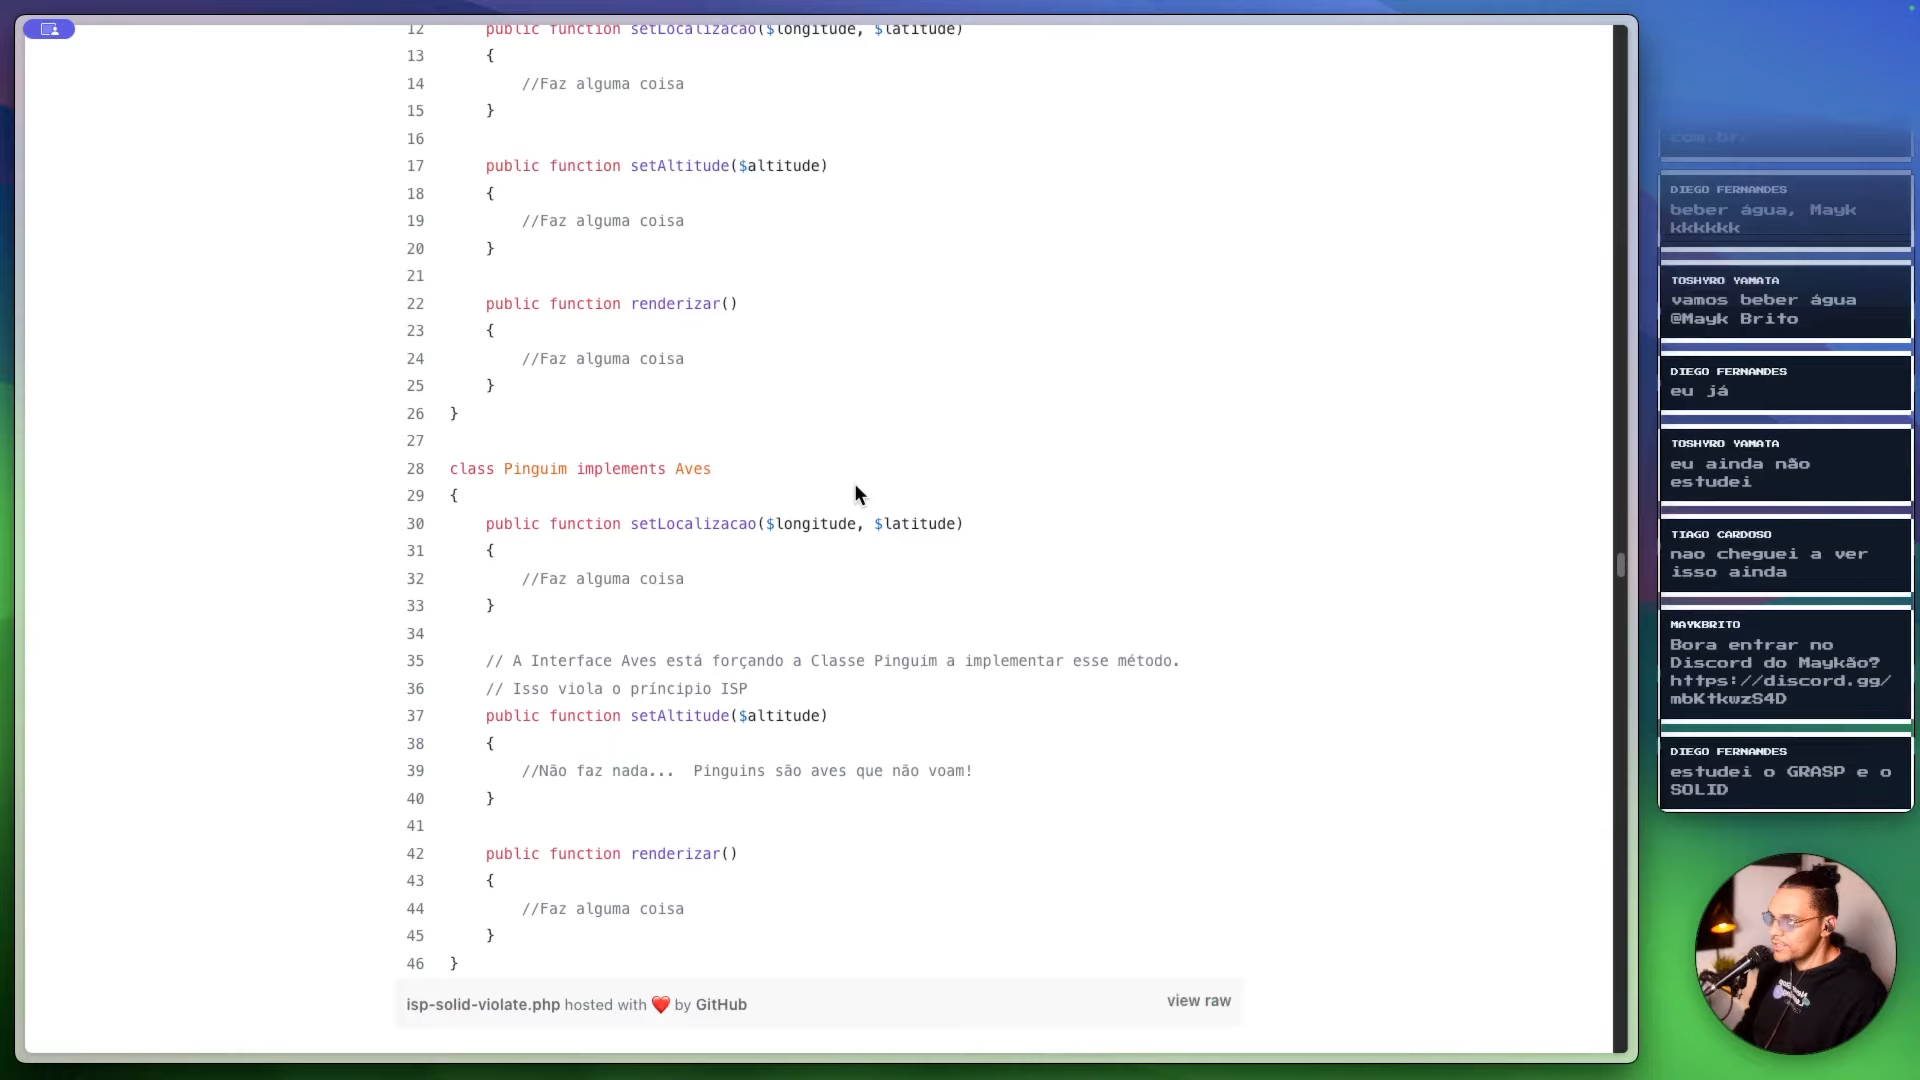 12 public function setLocalizacao($longitude, $latitude)
13 {
14 //Faz alguma coisa
15 }
16
17 public function setAltitude($altitude)
18 {
19 //Faz alguma coisa
20 }
21
22 public function renderizar()
23 {
24 //Faz alguma coisa
25 }
26 }
27
28 class Pinguim implements Aves
29 {
30 public function setLocalizacao($longitude, $latitude)
31 {
32 //Faz alguma coisa
33 }
34
35 // A Interface Aves está forçando a Classe Pinguim a implementar esse método.
36 // Isso viola o príncipio ISP
37 public function setAltitude($altitude)
38 {
39 //Não faz nada... Pinguins são aves que não voam!
40 }
41
42 public function renderizar()
43 {
44 //Faz alguma coisa
45 }
46 }
isp-solid-violate.php hosted with ❤ by GitHub
view raw
com.br.
DIEGO FERNANDES
beber água, Mayk
kkkkkk
TOSHYRO YAMATA
vamos beber água
@Mayk Brito
DIEGO FERNANDES
eu já
TOSHYRO YAMATA
eu ainda não
estudei
TIAGO CARDOSO
nao cheguei a ver
isso ainda
MAYKBRITO
Bora entrar no
Discord do Maykão?
https://discord.gg/
mbKtkwzS4D
DIEGO FERNANDES
estudei o GRASP e o
SOLID